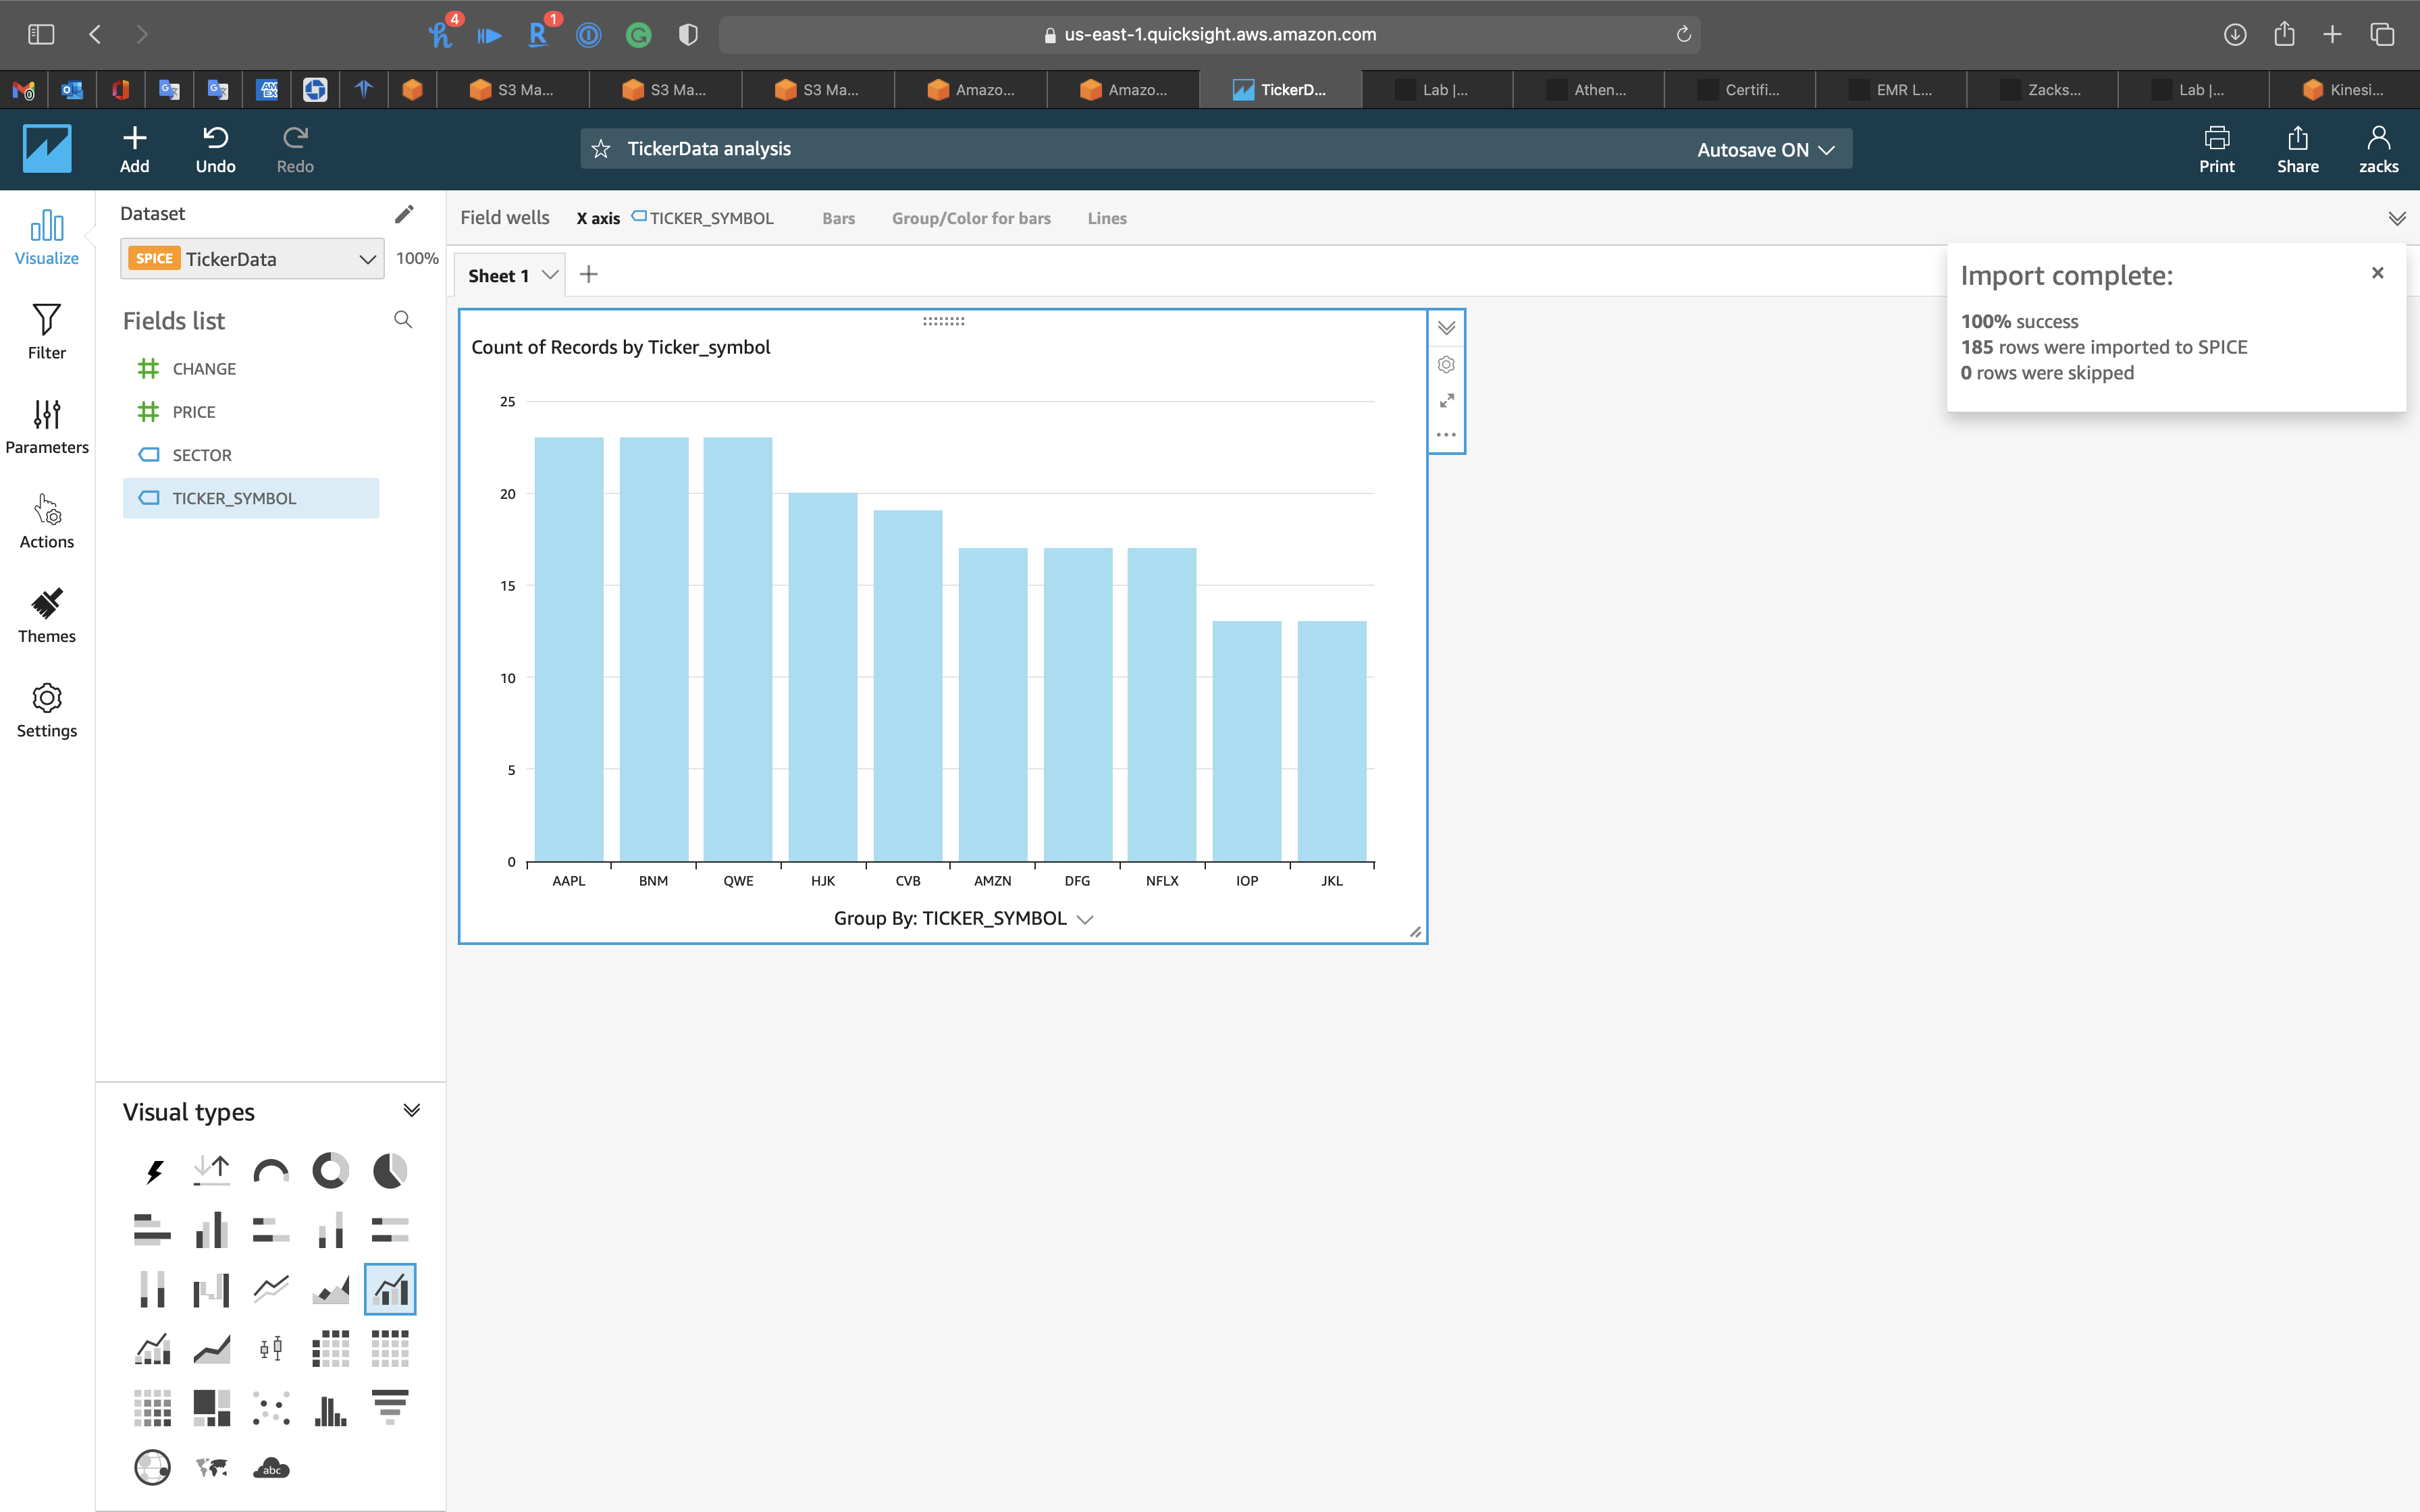 4
1
us-east-1.quicksight.aws.amazon.com
S3 Ma...
S3 Ma...
S3 Ma...
Amazo...
Amazo...
TickerD...
Lab |...
Athen...
Certifi...
EMR L...
Zacks...
Lab |...
Kinesi...
Add
Undo
Redo
TickerData analysis
Autosave ON
Print
Share
zacks
Visualize
Filter
Parameters
Actions
Themes
Settings
Dataset
SPICE TickerData
100%
Fields list
CHANGE
PRICE
SECTOR
TICKER_SYMBOL
Field wells
X axis TICKER_SYMBOL
Bars
Group/Color for bars
Lines
Sheet 1
Import complete:
100% success
185 rows were imported to SPICE
0 rows were skipped
Count of Records by Ticker_symbol
25
20
15
10
5
0
AAPL
BNM
QWE
HJK
CVB
AMZN
DFG
NFLX
IOP
JKL
Group By: TICKER_SYMBOL
Visual types
abc